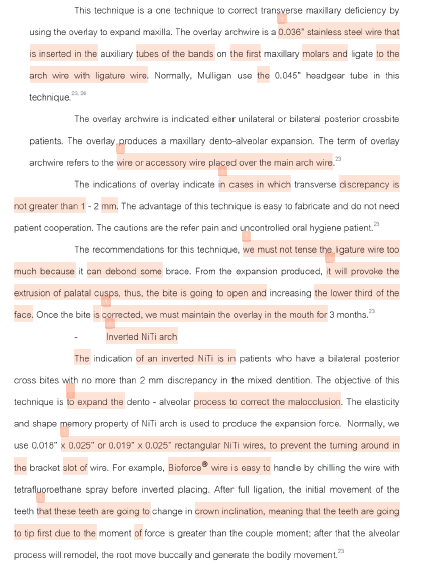 This technique is a one technique to correct transverse maxillary deficiency by
using the overlay to expand maxilla. The overlay archwire is a 0.036" stainless steel wire that
is inserted in the auxiliary tubes of the bands on the first maxillary molars and ligate to the
arch wire with ligature wire. Normally, Mulligan use the 0.045" headgear tube in this
technique.25, 26
The overlay archwire is indicated either unilateral or bilateral posterior crossbite
patients. The overlay produces a maxillary dento-alveolar expansion. The term of overlay
archwire refers to the wire or accessory wire placed over the main arch wire.23
The indications of overlay indicate in cases in which transverse discrepancy is
not greater than 1 - 2 mm. The advantage of this technique is easy to fabricate and do not need
patient cooperation. The cautions are the refer pain and uncontrolled oral hygiene patient.23
The recommendations for this technique, we must not tense the ligature wire too
much because it can debond some brace. From the expansion produced, it will provoke the
extrusion of palatal cusps, thus, the bite is going to open and increasing the lower third of the
face. Once the bite is corrected, we must maintain the overlay in the mouth for 3 months.23
- Inverted NiTi arch
The indication of an inverted NiTi is in patients who have a bilateral posterior
cross bites with no more than 2 mm discrepancy in the mixed dentition. The objective of this
technique is to expand the dento - alveolar process to correct the malocclusion. The elasticity
and shape memory property of NiTi arch is used to produce the expansion force. Normally, we
use 0.018" x 0.025" or 0.019" x 0.025" rectangular NiTi wires, to prevent the turning around in
the bracket slot of wire. For example, Bioforce® wire is easy to handle by chilling the wire with
tetrafluoroethane spray before inverted placing. After full ligation, the initial movement of the
teeth that these teeth are going to change in crown inclination, meaning that the teeth are going
to tip first due to the moment of force is greater than the couple moment; after that the alveolar
process will remodel, the root move buccally and generate the bodily movement.23